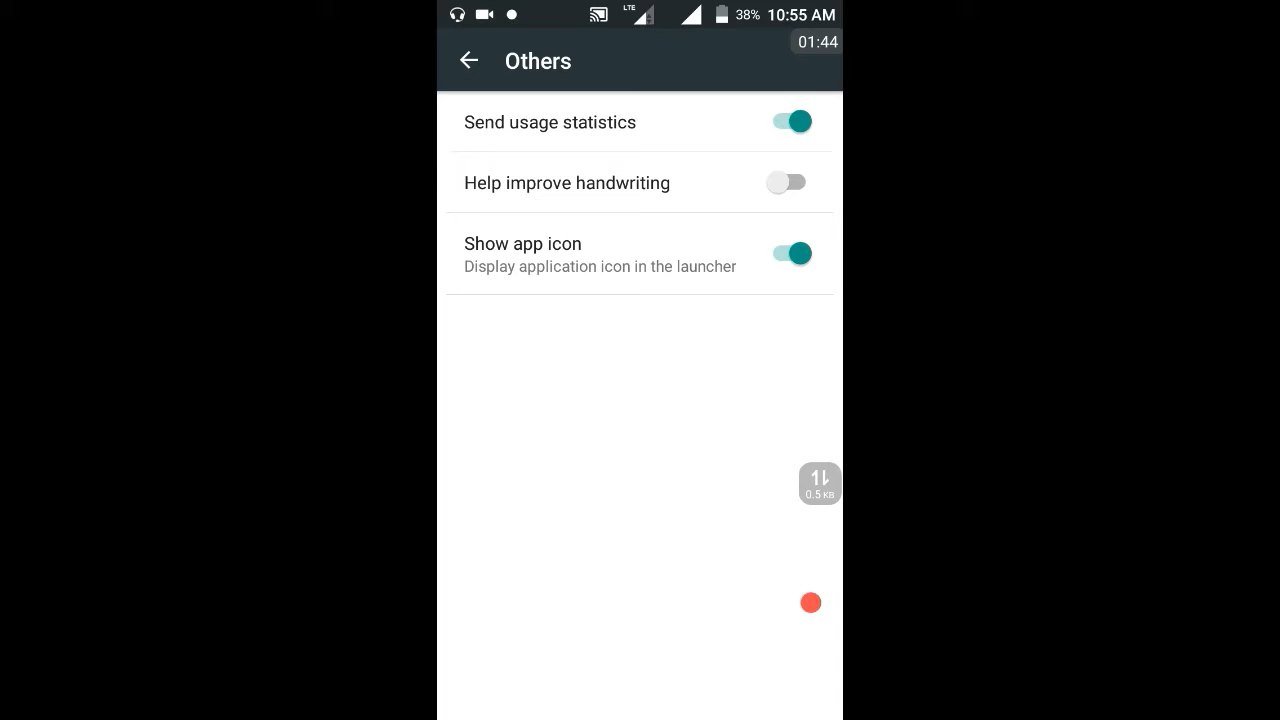 LTE 38% 10:55 AM
01:44
Others
Send usage statistics
Help improve handwriting
Show app icon
Display application icon in the launcher
0.5 KB